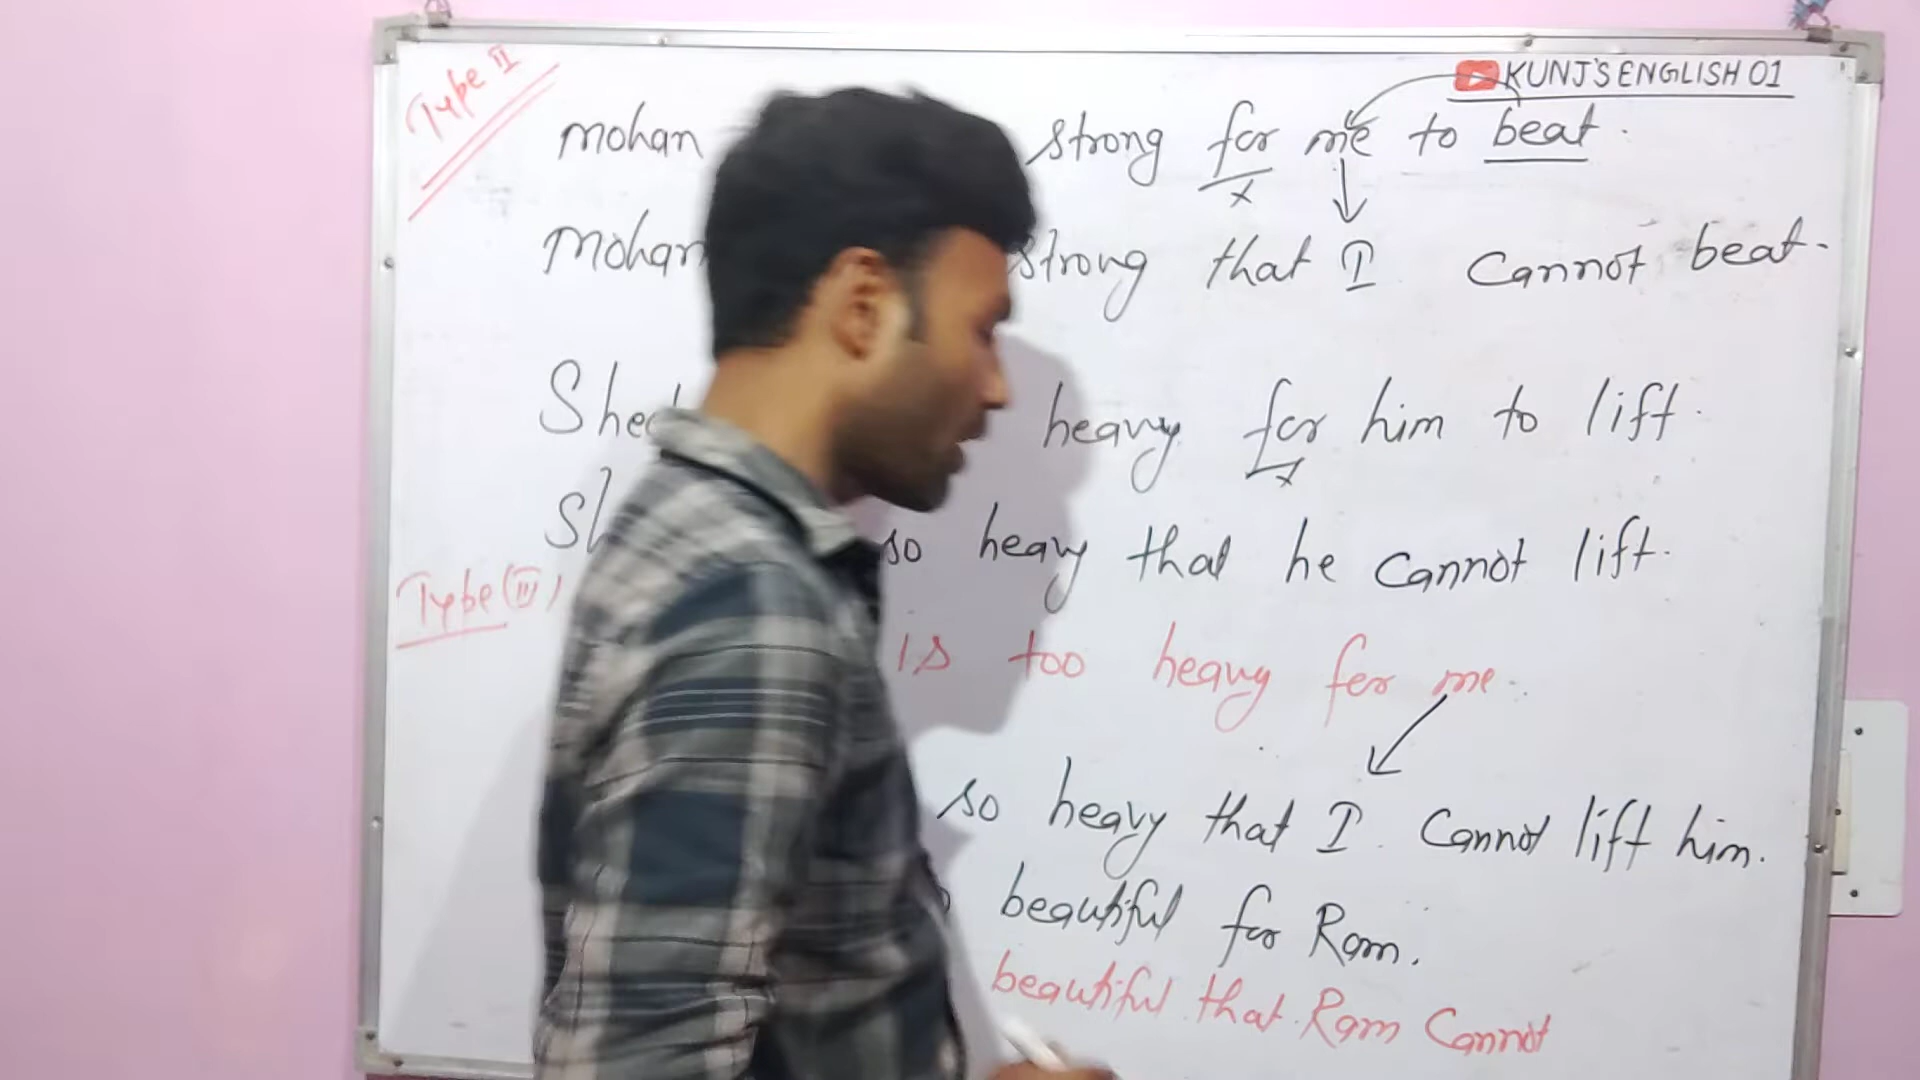 Type II
KUNJ'S ENGLISH 01
mohan strong for me to beat.
x
Mohan strong that I cannot beat.
heavy for him to lift.
x
so heavy that he cannot lift.
Type (III)
is too heavy for me.
so heavy that I cannot lift him.
beautiful for Ram.
beautiful that Ram cannot